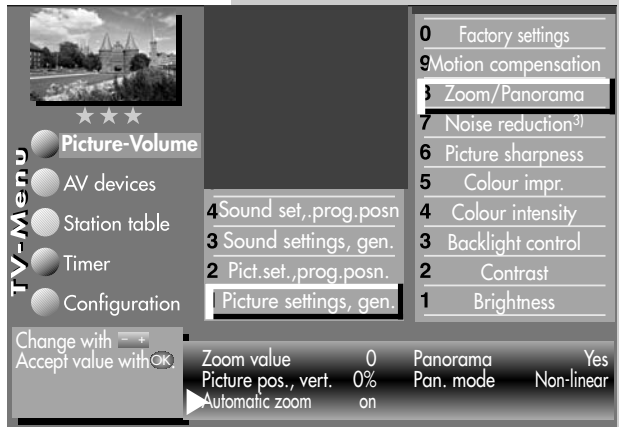 TV-Menu
Picture-Volume
AV devices
Station table
Timer
Configuration
4 Sound set,.prog.posn
3 Sound settings, gen.
2 Pict.set.,prog.posn.
1 Picture settings, gen.
0 Factory settings
9 Motion compensation
8 Zoom/Panorama
7 Noise reduction3)
6 Picture sharpness
5 Colour impr.
4 Colour intensity
3 Backlight control
2 Contrast
1 Brightness
Change with - +
Accept value with OK.
Zoom value 0 Panorama Yes
Picture pos., vert. 0% Pan. mode Non-linear
Automatic zoom on